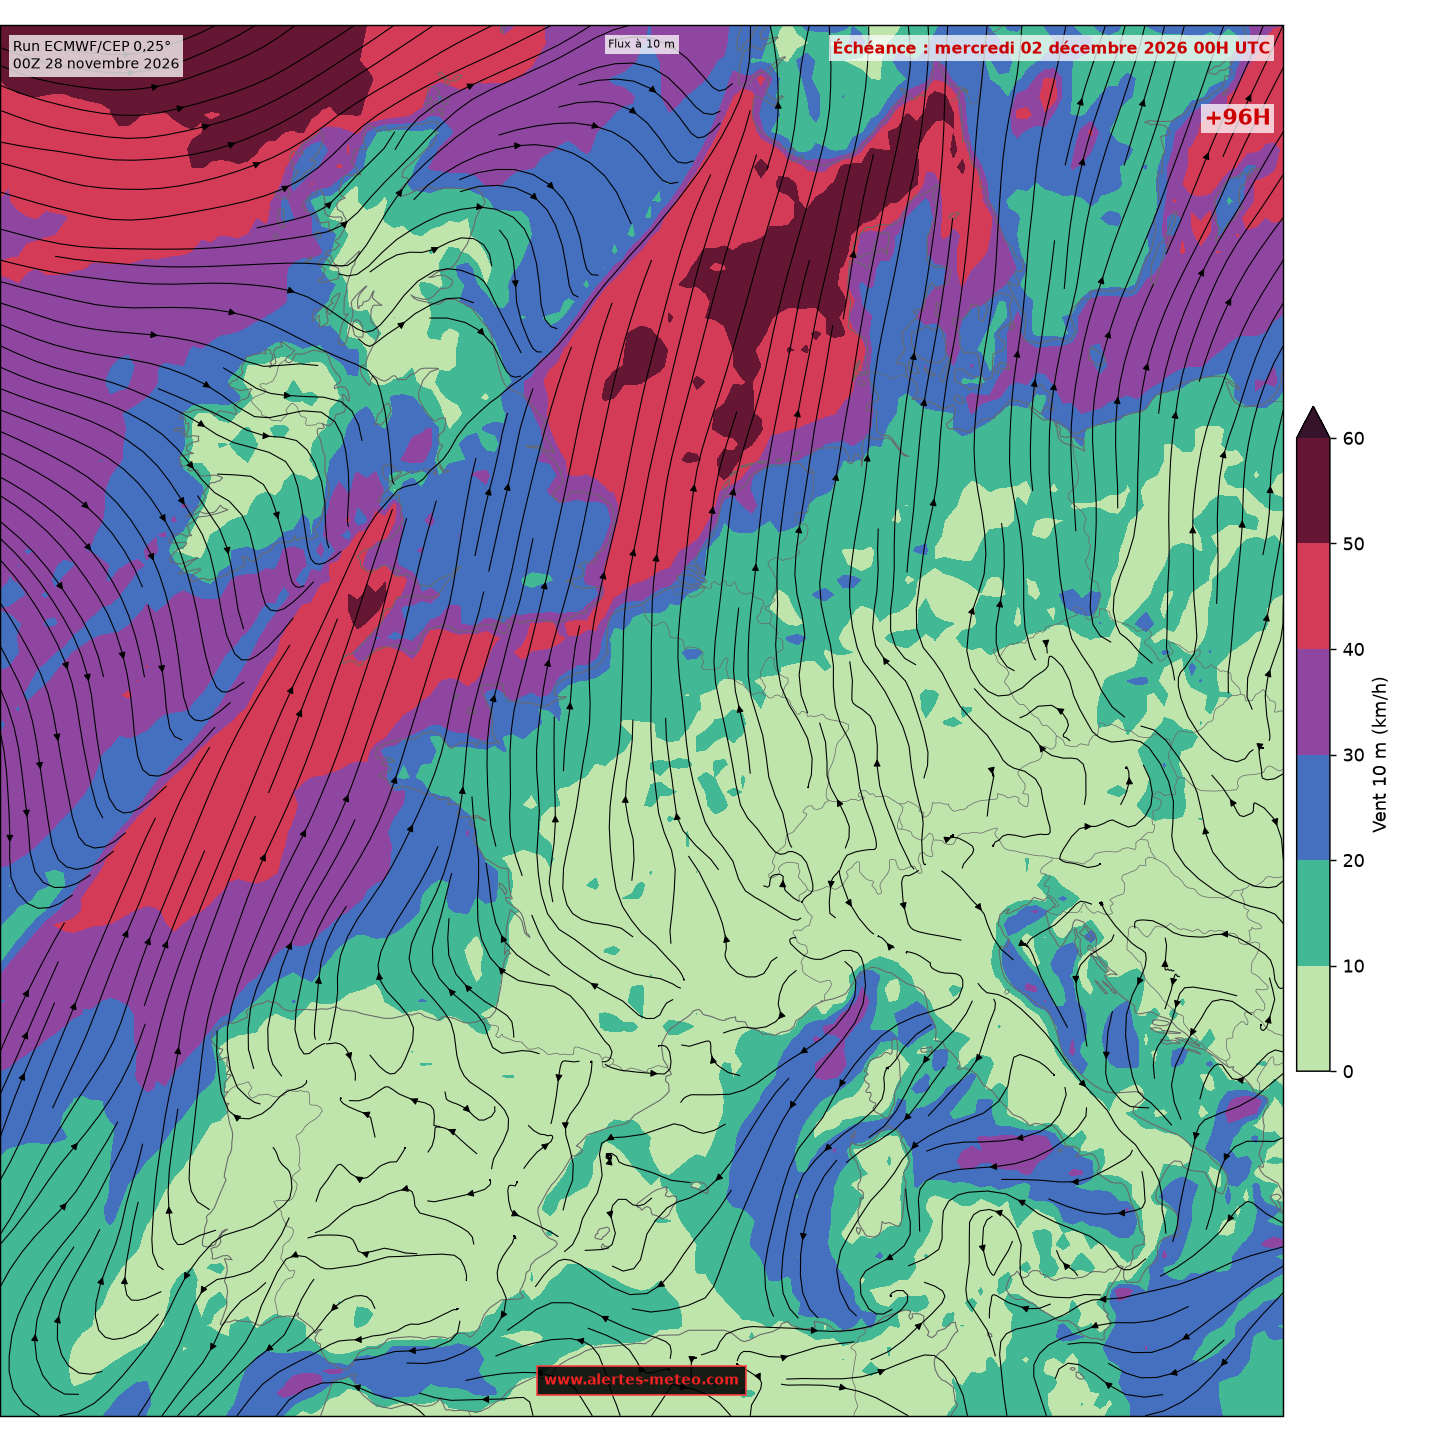 Run ECMWF/CEP 0,25°
00Z 28 novembre 2026
Flux à 10 m
Échéance : mercredi 02 décembre 2026 00H UTC
+96H
60
50
40
30
20
10
0
Vent 10 m (km/h)
www.alertes-meteo.com